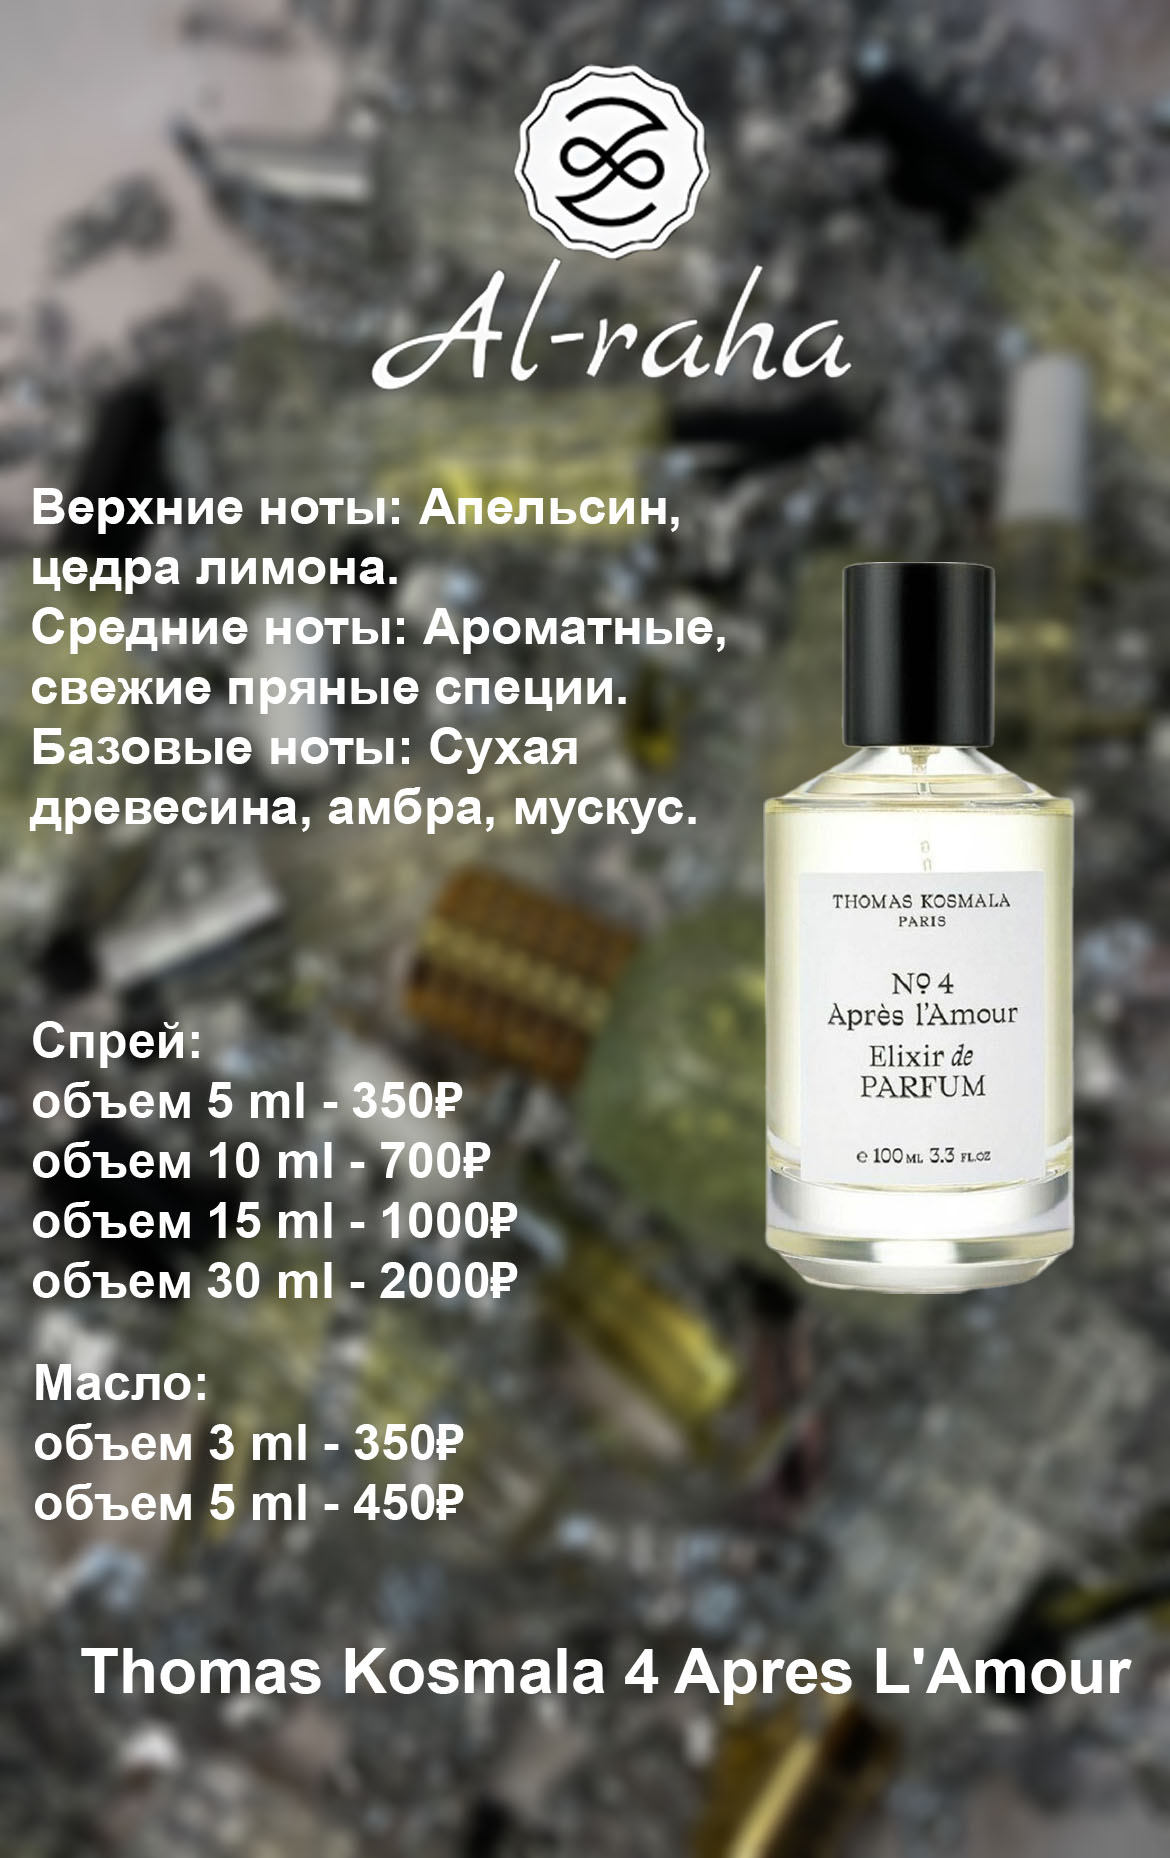 Al-raha
Верхние ноты: Апельсин,
цедра лимона.
Средние ноты: Ароматные,
свежие пряные специи.
Базовые ноты: Сухая
древесина, амбра, мускус.
THOMAS KOSMALA
PARIS
Nº 4
Après l'Amour
Elixir de
PARFUM
e 100 ML 3.3 FL.OZ
Спрей:
объем 5 ml - 350₽
объем 10 ml - 700₽
объем 15 ml - 1000₽
объем 30 ml - 2000₽
Масло:
объем 3 ml - 350₽
объем 5 ml - 450₽
Thomas Kosmala 4 Apres L'Amour